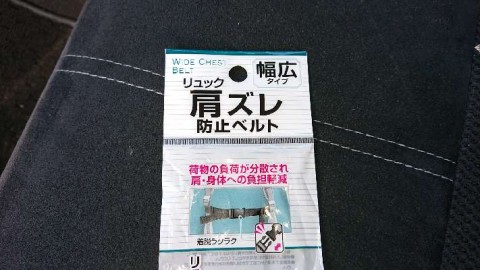 WIDE CHEST
BELT
幅広
タイプ
リュック
肩ズレ
防止ベルト
荷物の負荷が分散され
肩・身体への負担軽減
着脱ラクラク
リ